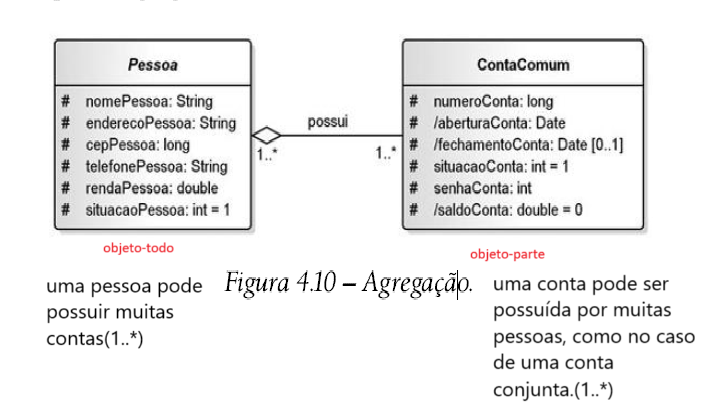 Pessoa
# nomePessoa: String
# enderecoPessoa: String
# cepPessoa: long
# telefonePessoa: String
# rendaPessoa: double
# situacaoPessoa: int = 1
possui
1..*
1..*
ContaComum
# numeroConta: long
# /aberturaConta: Date
# /fechamentoConta: Date [0..1]
# situacaoConta: int = 1
# senhaConta: int
# /saldoConta: double = 0
objeto-todo
objeto-parte
uma pessoa pode
possuir muitas
contas(1..*)
Figura 4.10 – Agregação.
uma conta pode ser
possuída por muitas
pessoas, como no caso
de uma conta
conjunta.(1..*)